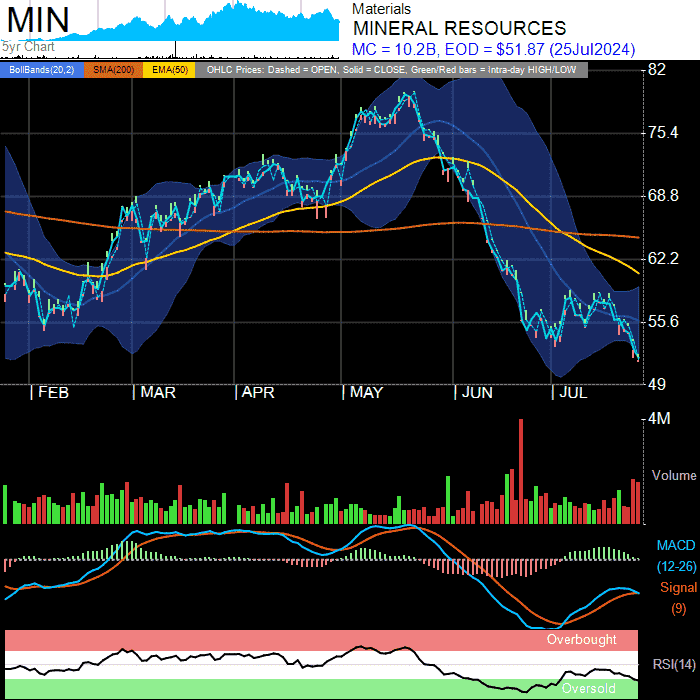 MIN
5yr Chart
Materials
MINERAL RESOURCES
MC = 10.2B, EOD = $51.87 (25Jul2024)
BollBands(20,2) SMA(200) EMA(50) OHLC Prices: Dashed = OPEN, Solid = CLOSE, Green/Red bars = Intra-day HIGH/LOW
82
75.4
68.8
62.2
55.6
49
| FEB | MAR | APR | MAY | JUN | JUL
4M
Volume
MACD
(12-26)
Signal
(9)
Overbought
RSI(14)
Oversold